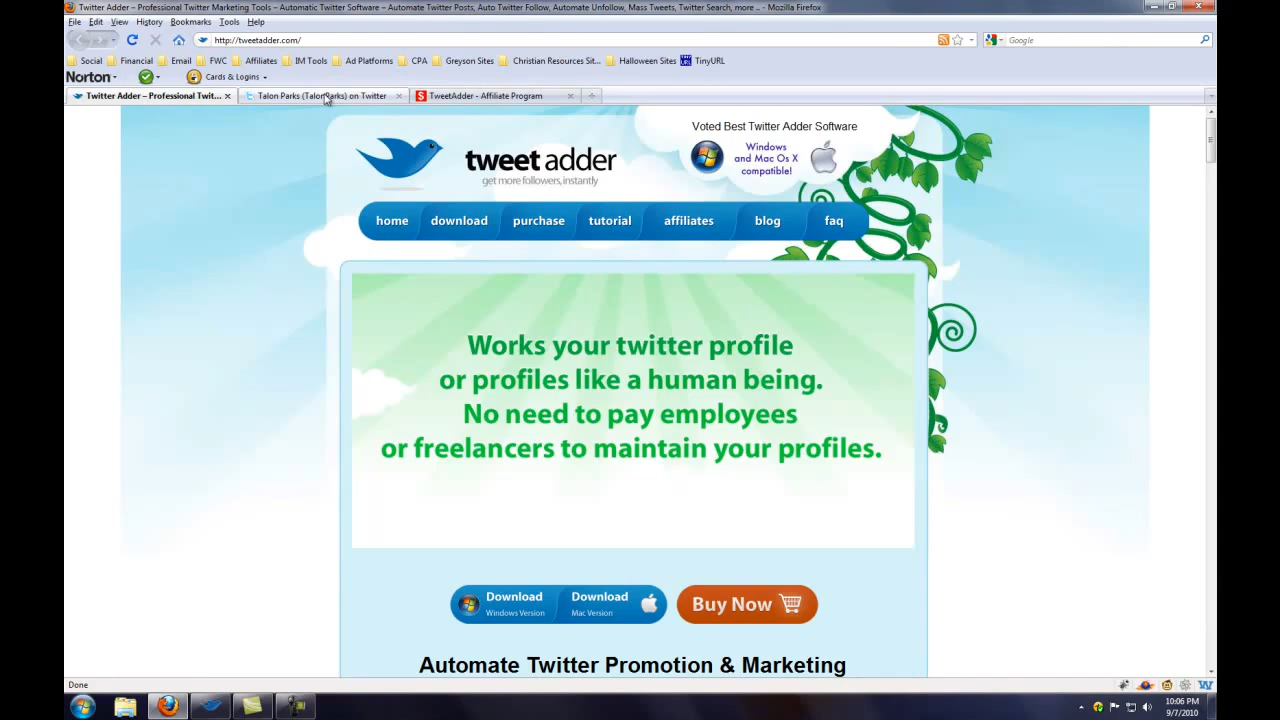 Twitter Adder – Professional Twitter Marketing Tools – Automatic Twitter Software – Automate Twitter Posts, Auto Twitter Follow, Automate Unfollow, Mass Tweets, Twitter Search, more .. - Mozilla Firefox
File Edit View History Bookmarks Tools Help
http://tweetadder.com/
Google
Social Financial Email FWC Affiliates IM Tools Ad Platforms CPA Greyson Sites Christian Resources Sit... Halloween Sites TinyURL
Norton Cards & Logins
Twitter Adder – Professional Twit... Talon Parks (TalonParks) on Twitter TweetAdder - Affiliate Program
Voted Best Twitter Adder Software
Windows
and Mac Os X
compatible!
tweet adder
get more followers, instantly
home download purchase tutorial affiliates blog faq
Works your twitter profile
or profiles like a human being.
No need to pay employees
or freelancers to maintain your profiles.
Download Download Buy Now
Windows Version Mac Version
Automate Twitter Promotion & Marketing
Done
10:06 PM
9/7/2010